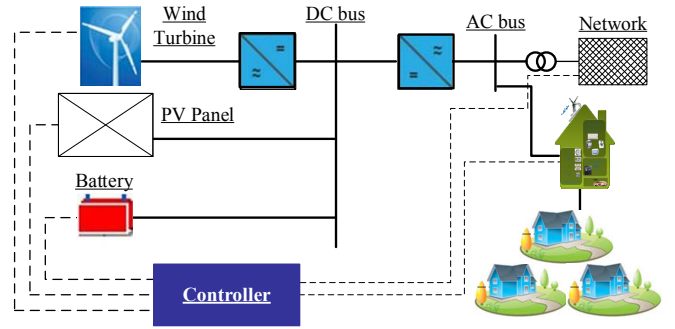 Wind
Turbine
DC bus
AC bus
Network
=
≈
≈
=
PV Panel
Battery
Controller